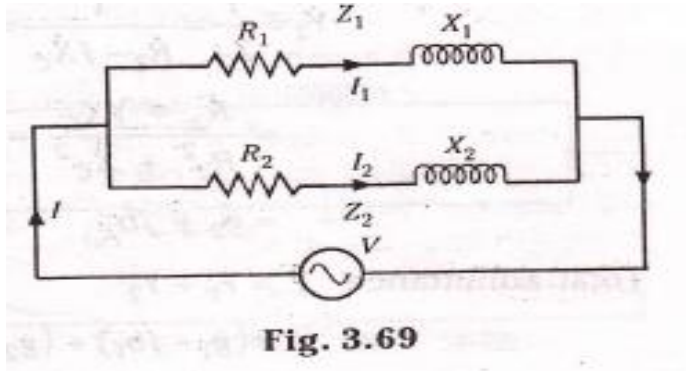 Z₁
R₁ X₁
I₁
R₂ I₂ X₂
I Z₂
V
Fig. 3.69